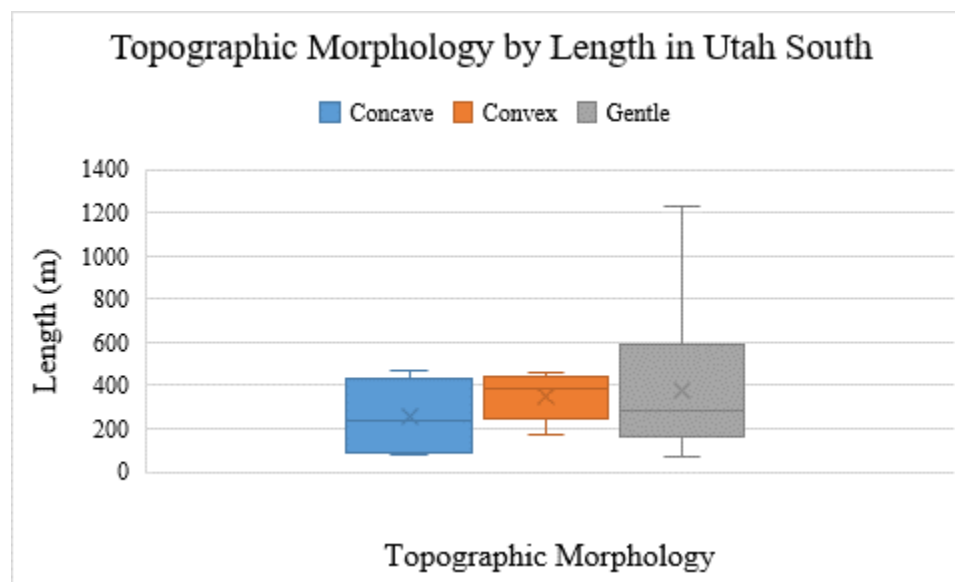 Topographic Morphology by Length in Utah South
Concave Convex Gentle
1400
1200
1000
800
600
400
200
0
Length (m)
Topographic Morphology